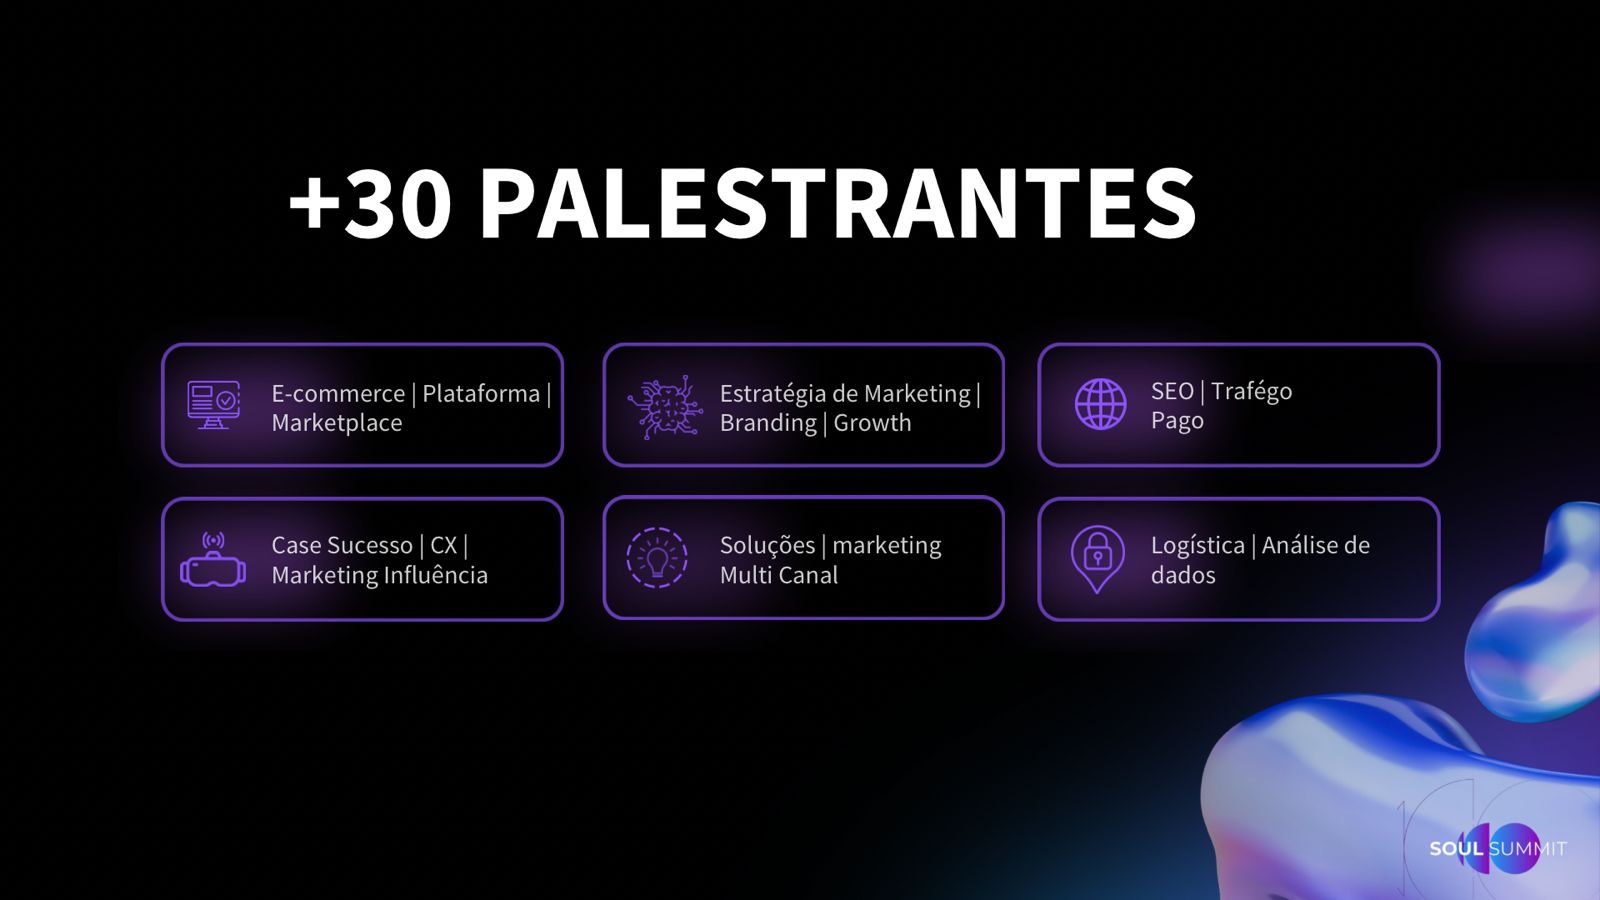 +30 PALESTRANTES
E-commerce | Plataforma |
Marketplace
Estratégia de Marketing |
Branding | Growth
SEO | Trafégo
Pago
Case Sucesso | CX |
Marketing Influência
Soluções | marketing
Multi Canal
Logística | Análise de
dados
SOUL SUMMIT